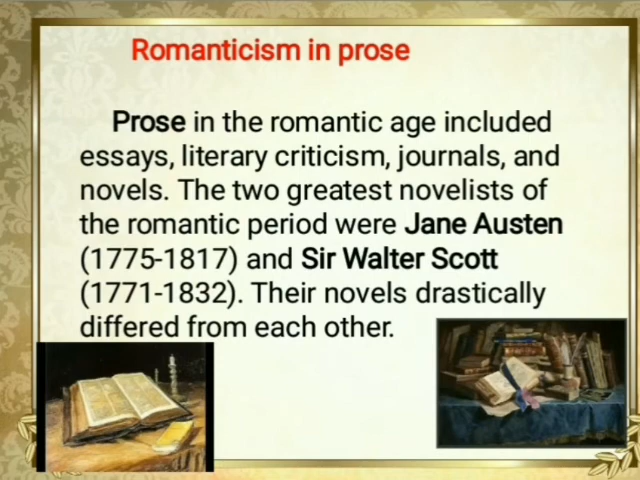 Romanticism in prose
Prose in the romantic age included
essays, literary criticism, journals, and
novels. The two greatest novelists of
the romantic period were Jane Austen
(1775-1817) and Sir Walter Scott
(1771-1832). Their novels drastically
differed from each other.